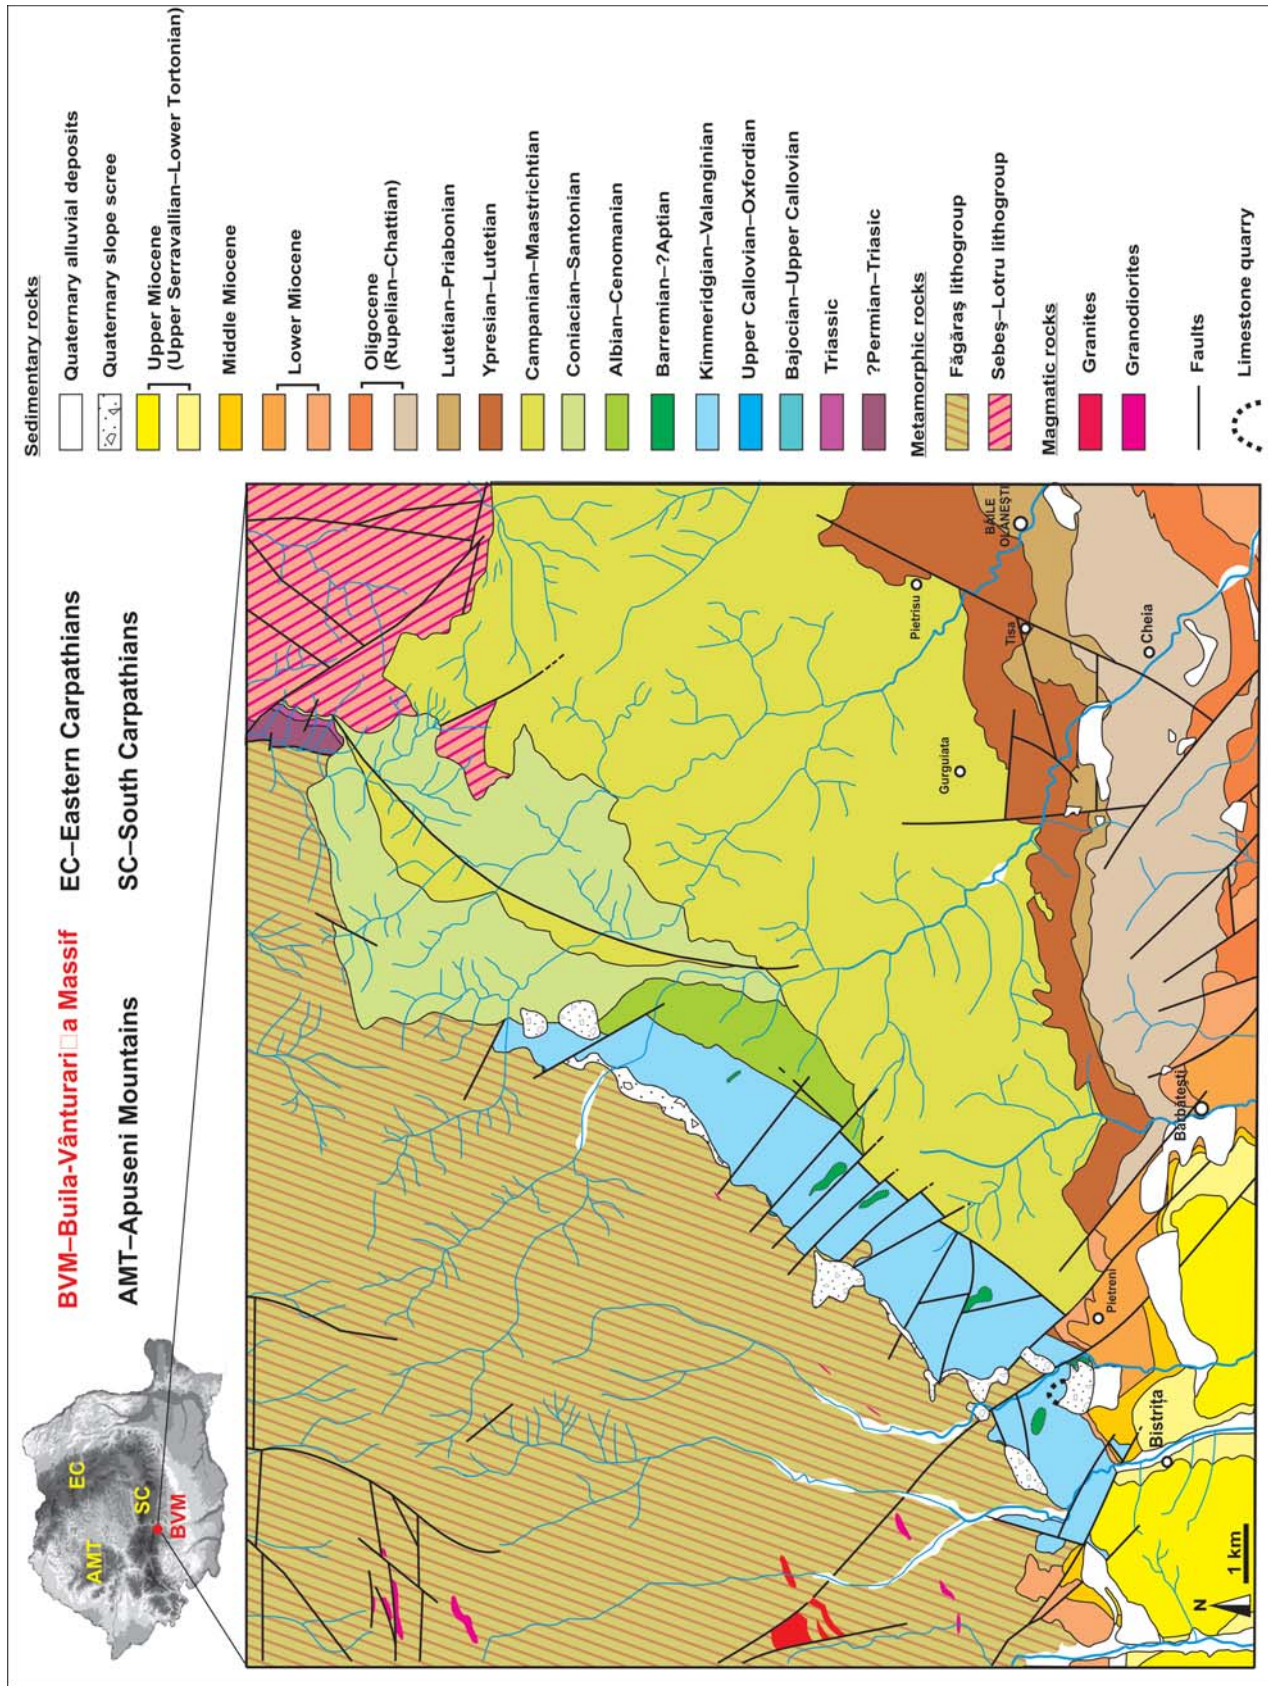 BVM–Buila-Vânturari□a Massif
EC–Eastern Carpathians
AMT–Apuseni Mountains
SC–South Carpathians
AMT
EC
SC
BVM
Pietrisu
BĂILE
OLĂNEŞTI
Tisa
Gurguiata
Cheia
Bărbăteşti
Pietreni
Bistriţa
N
1 km
Sedimentary rocks
Quaternary alluvial deposits
Quaternary slope scree
Upper Miocene
(Upper Serravallian–Lower Tortonian)
Middle Miocene
Lower Miocene
Oligocene
(Rupelian–Chattian)
Lutetian–Priabonian
Ypresian–Lutetian
Campanian–Maastrichtian
Coniacian–Santonian
Albian–Cenomanian
Barremian–?Aptian
Kimmeridgian–Valanginian
Upper Callovian–Oxfordian
Bajocian–Upper Callovian
Triassic
?Permian–Triasic
Metamorphic rocks
Făgăraş lithogroup
Sebeş–Lotru lithogroup
Magmatic rocks
Granites
Granodiorites
Faults
Limestone quarry